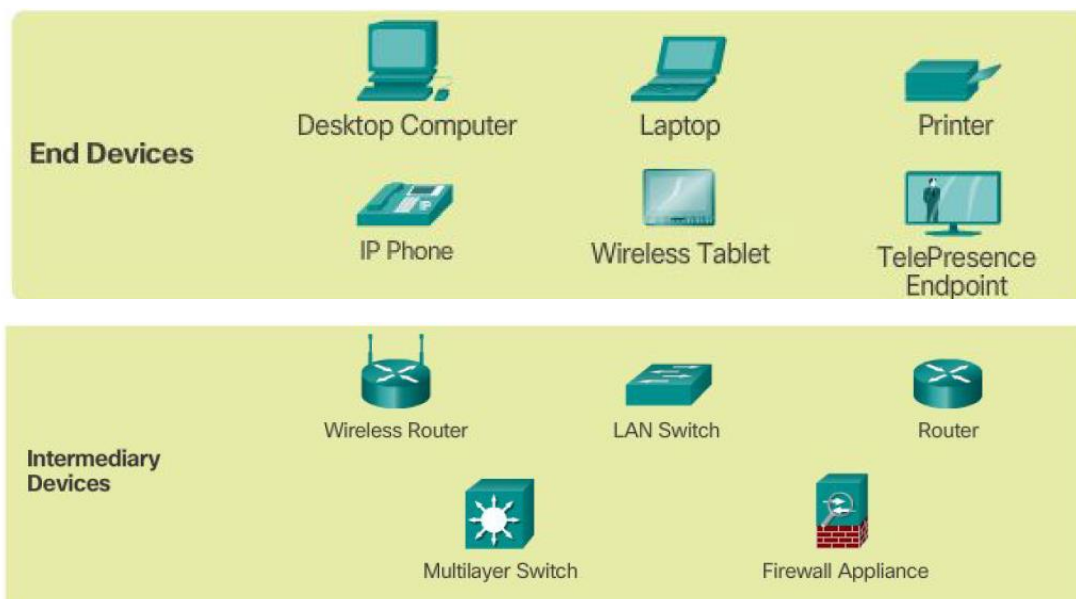 End Devices
Desktop Computer
Laptop
Printer
IP Phone
Wireless Tablet
TelePresence
Endpoint
Intermediary
Devices
Wireless Router
LAN Switch
Router
Multilayer Switch
Firewall Appliance